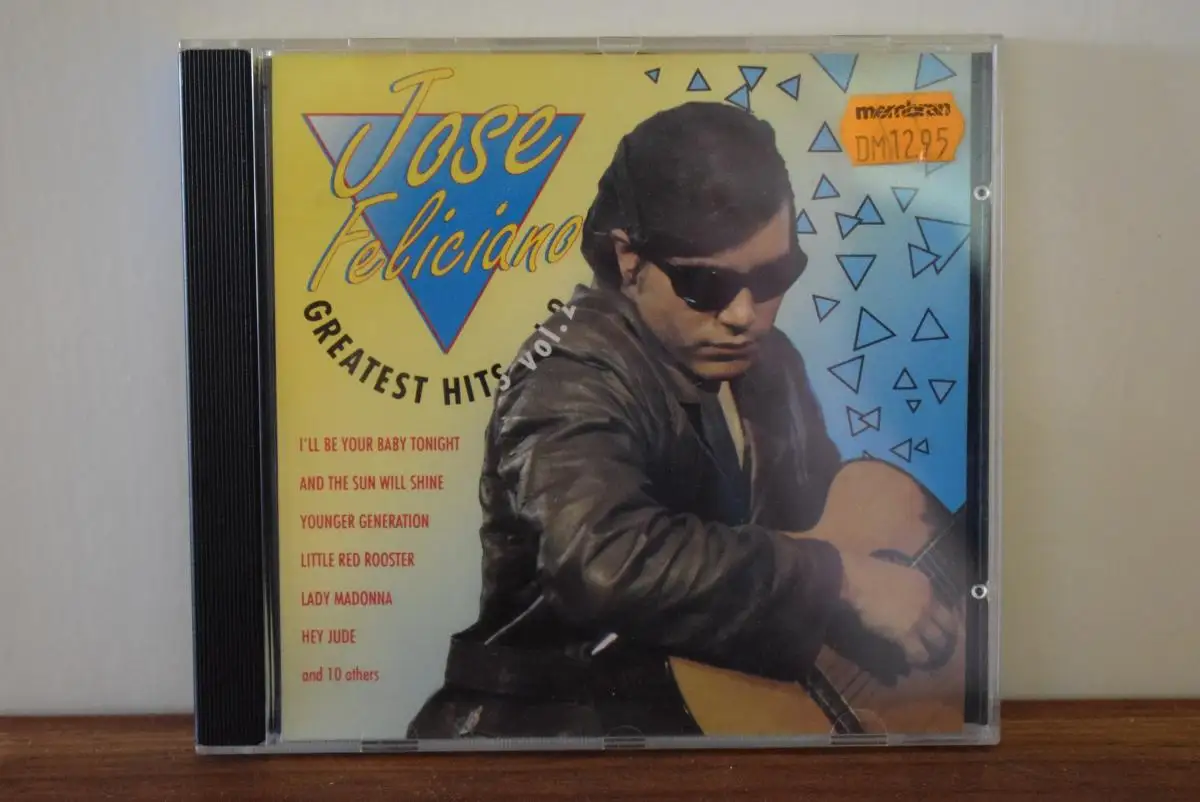 Jose
Feliciano
GREATEST HITS vol.2
membran
DM 12.95
I'LL BE YOUR BABY TONIGHT
AND THE SUN WILL SHINE
YOUNGER GENERATION
LITTLE RED ROOSTER
LADY MADONNA
HEY JUDE
and 10 others